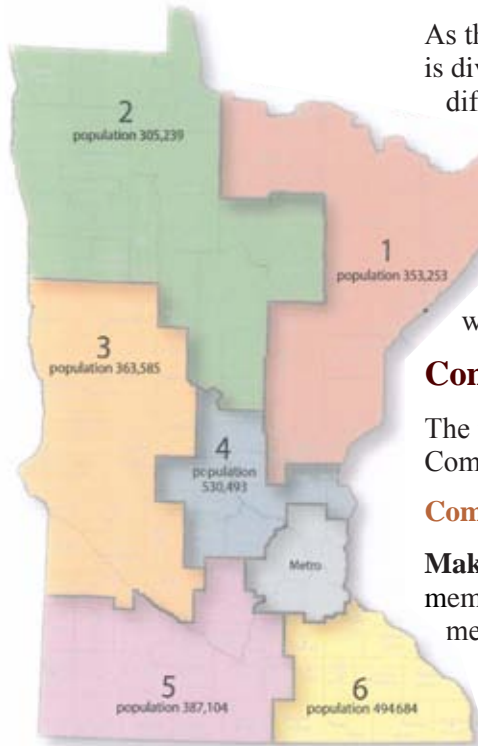 2
population 305,239
1
population 353,253
3
population 363,585
4
population
530,493
Metro
5
population 387,104
6
population 494684
As th
is div
dif
w
Con
The
Com
Com
Mak
mem
me